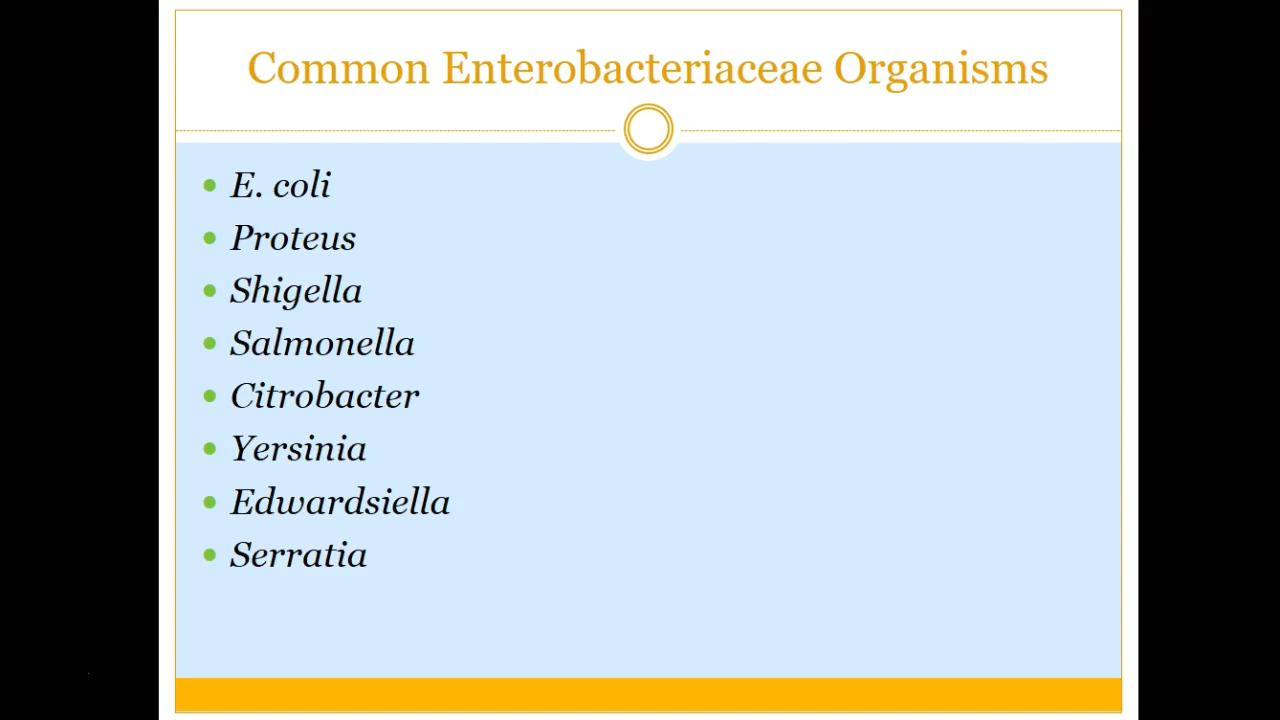 Common Enterobacteriaceae Organisms
E. coli
Proteus
Shigella
Salmonella
Citrobacter
Yersinia
Edwardsiella
Serratia